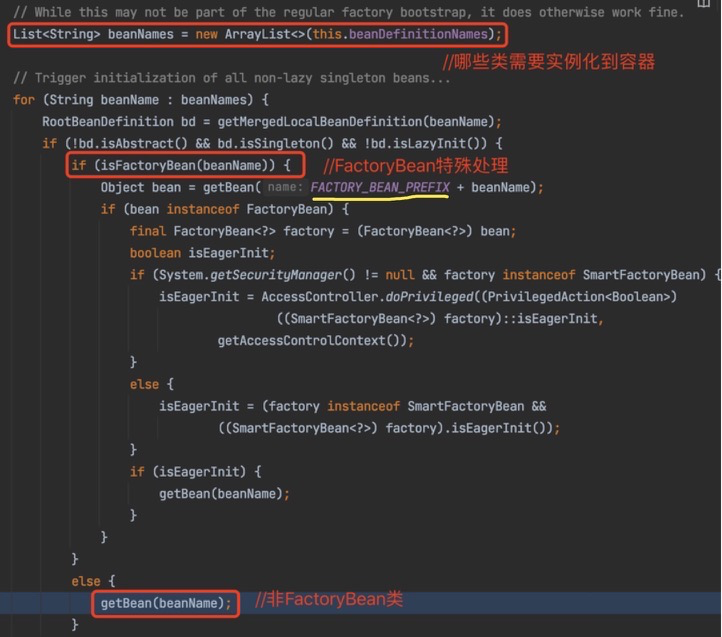 // While this may not be part of the regular factory bootstrap, it does otherwise work fine.
List<String> beanNames = new ArrayList<>(this.beanDefinitionNames);
//哪些类需要实例化到容器
// Trigger initialization of all non-lazy singleton beans...
for (String beanName : beanNames) {
RootBeanDefinition bd = getMergedLocalBeanDefinition(beanName);
if (!bd.isAbstract() && bd.isSingleton() && !bd.isLazyInit()) {
if (isFactoryBean(beanName)) { //FactoryBean特殊处理
Object bean = getBean( name: FACTORY_BEAN_PREFIX + beanName);
if (bean instanceof FactoryBean) {
final FactoryBean<?> factory = (FactoryBean<?>) bean;
boolean isEagerInit;
if (System.getSecurityManager() != null && factory instanceof SmartFactoryBean) {
isEagerInit = AccessController.doPrivileged((PrivilegedAction<Boolean>)
((SmartFactoryBean<?>) factory)::isEagerInit,
getAccessControlContext());
}
else {
isEagerInit = (factory instanceof SmartFactoryBean &&
((SmartFactoryBean<?>) factory).isEagerInit());
}
if (isEagerInit) {
getBean(beanName);
}
}
}
else {
getBean(beanName); //非FactoryBean类
}